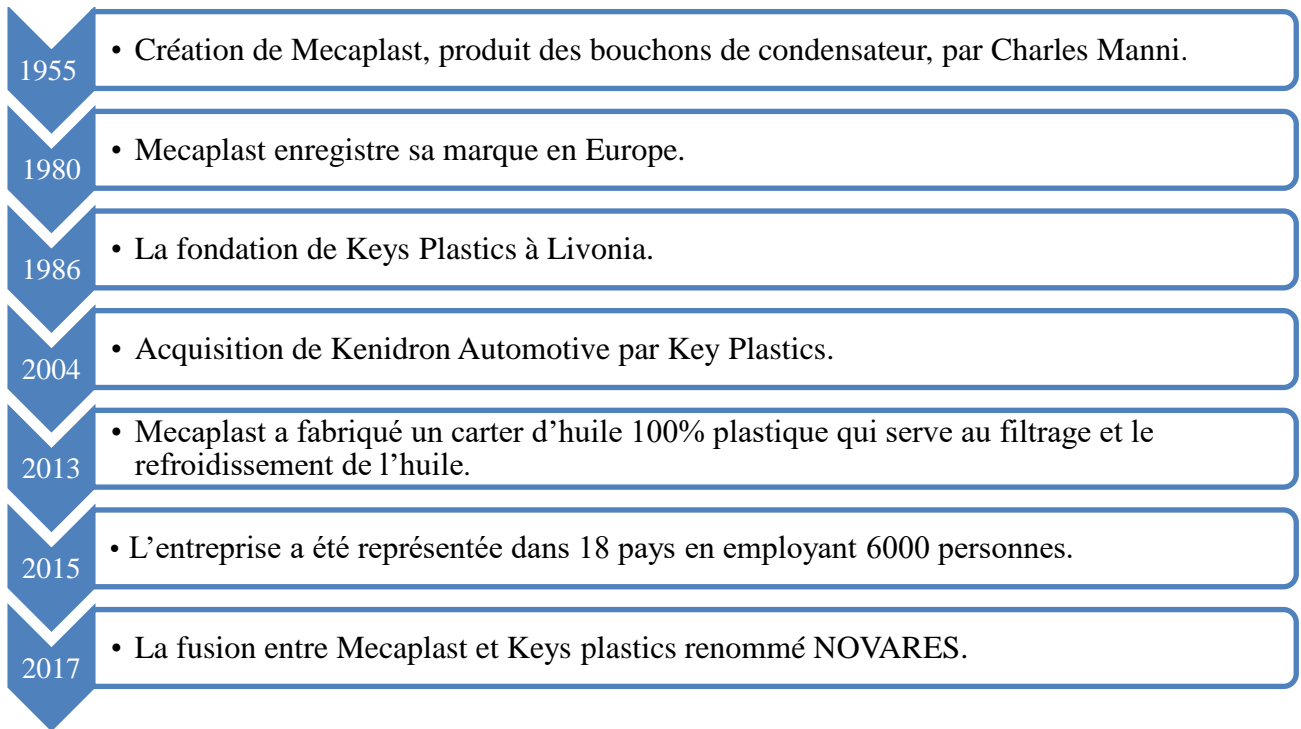 1955
• Création de Mecaplast, produit des bouchons de condensateur, par Charles Manni.
1980
• Mecaplast enregistre sa marque en Europe.
1986
• La fondation de Keys Plastics à Livonia.
2004
• Acquisition de Kenidron Automotive par Key Plastics.
2013
• Mecaplast a fabriqué un carter d’huile 100% plastique qui serve au filtrage et le
refroidissement de l’huile.
2015
• L’entreprise a été représentée dans 18 pays en employant 6000 personnes.
2017
• La fusion entre Mecaplast et Keys plastics renommé NOVARES.